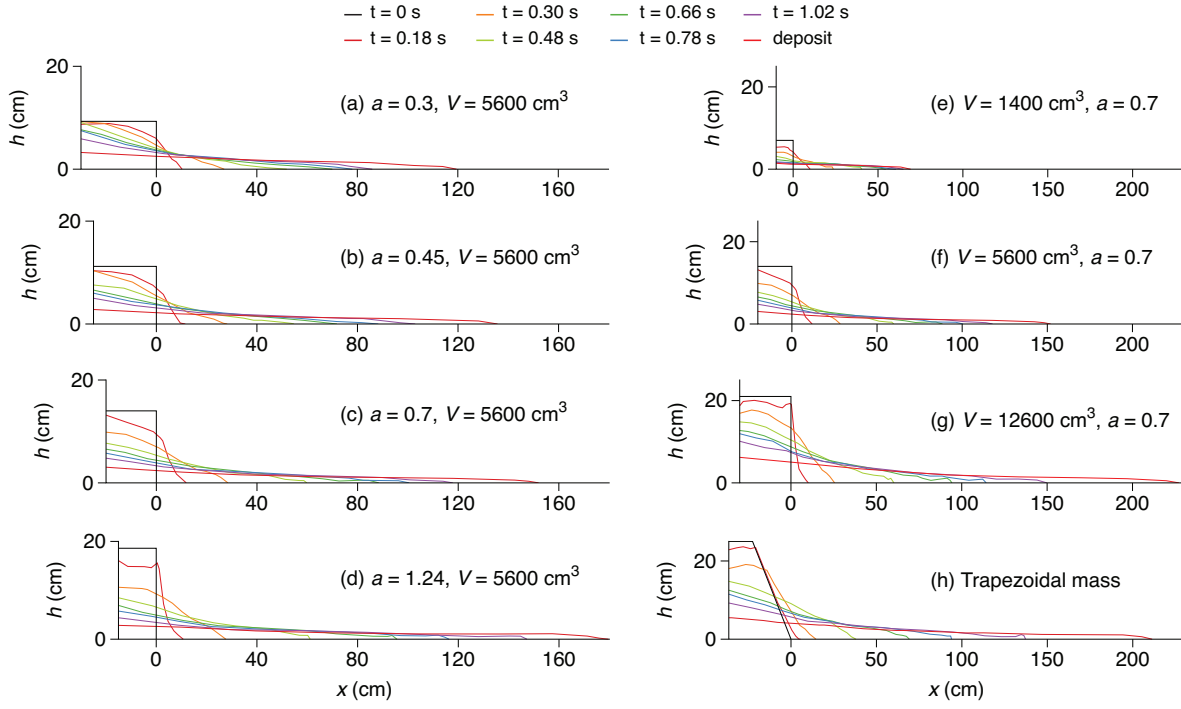 t = 0 s t = 0.30 s t = 0.66 s t = 1.02 s
t = 0.18 s t = 0.48 s t = 0.78 s deposit
20
h (cm)
0
(a) a = 0.3, V = 5600 cm³
0 40 80 120 160
20
h (cm)
0
(b) a = 0.45, V = 5600 cm³
0 40 80 120 160
20
h (cm)
0
(c) a = 0.7, V = 5600 cm³
0 40 80 120 160
20
h (cm)
0
(d) a = 1.24, V = 5600 cm³
0 40 80 120 160
x (cm)
20
h (cm)
0
(e) V = 1400 cm³, a = 0.7
0 50 100 150 200
20
h (cm)
0
(f) V = 5600 cm³, a = 0.7
0 50 100 150 200
20
h (cm)
0
(g) V = 12600 cm³, a = 0.7
0 50 100 150 200
20
h (cm)
0
(h) Trapezoidal mass
0 50 100 150 200
x (cm)